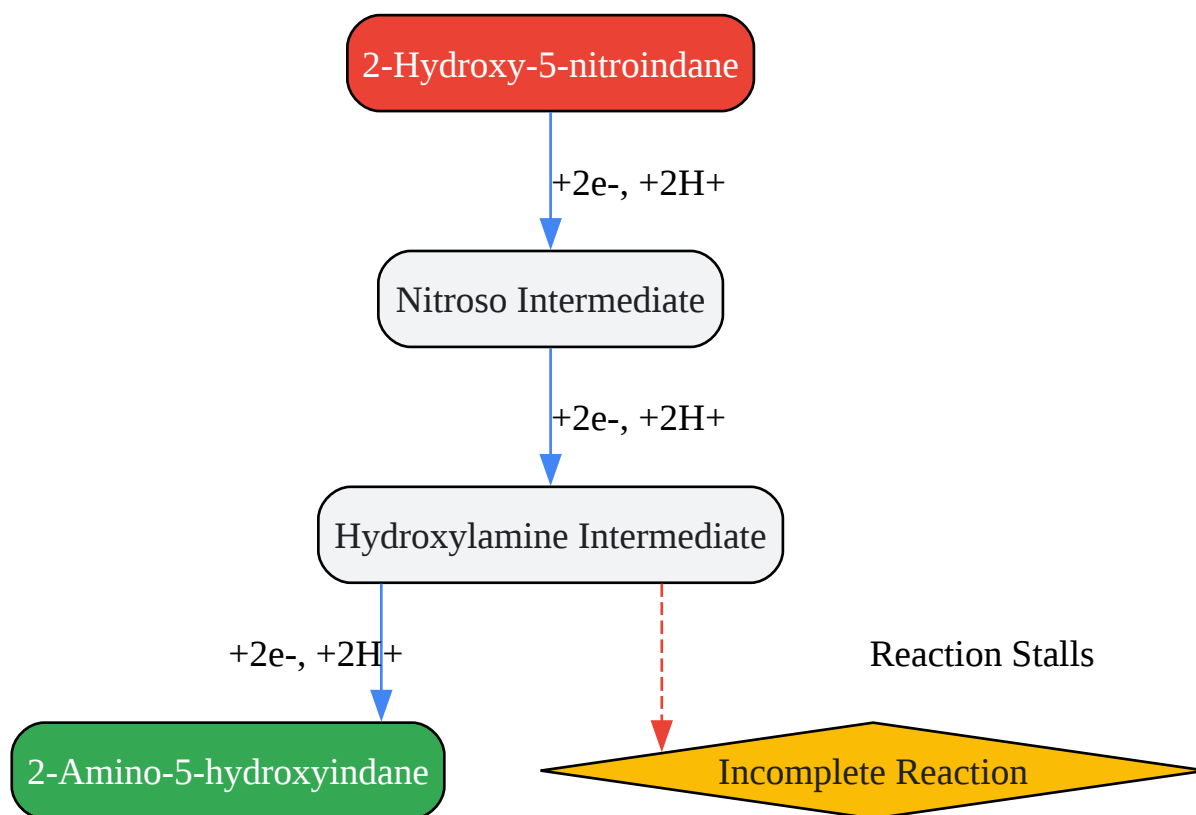 2-Hydroxy-5-nitroindane
+2e-, +2H+
Nitroso Intermediate
+2e-, +2H+
Hydroxylamine Intermediate
+2e-, +2H+
Reaction Stalls
2-Amino-5-hydroxyindane
Incomplete Reaction